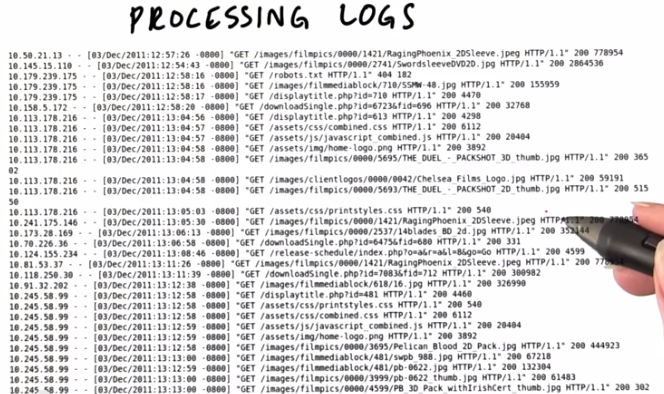 PROCESSING LOGS
10.50.21.13 - - [03/Dec/2011:12:57:26 -0800] "GET /images/filmpics/0000/1421/RagingPhoenix_2DSleeve.jpeg HTTP/1.1" 200 778954
10.145.15.110 - - [03/Dec/2011:12:54:43 -0800] "GET /images/filmpics/0000/2741/SwordsleeveDVD2D.jpg HTTP/1.1" 200 2864536
10.179.239.175 - - [03/Dec/2011:12:58:16 -0800] "GET /robots.txt HTTP/1.1" 404 182
10.179.239.175 - - [03/Dec/2011:12:58:16 -0800] "GET /images/filmmediablock/710/SSMW-48.jpg HTTP/1.1" 200 155959
10.179.239.175 - - [03/Dec/2011:12:58:17 -0800] "GET /displaytitle.php?id=710 HTTP/1.1" 200 4470
10.158.5.172 - - [03/Dec/2011:12:58:20 -0800] "GET /downloadSingle.php?id=6723&fid=696 HTTP/1.1" 200 32768
10.113.178.216 - - [03/Dec/2011:13:04:56 -0800] "GET /displaytitle.php?id=613 HTTP/1.1" 200 4298
10.113.178.216 - - [03/Dec/2011:13:04:57 -0800] "GET /assets/css/combined.css HTTP/1.1" 200 6112
10.113.178.216 - - [03/Dec/2011:13:04:57 -0800] "GET /assets/js/javascript_combined.js HTTP/1.1" 200 20404
10.113.178.216 - - [03/Dec/2011:13:04:58 -0800] "GET /assets/img/home-logo.png HTTP/1.1" 200 3892
10.113.178.216 - - [03/Dec/2011:13:04:58 -0800] "GET /images/filmpics/0000/5695/THE_DUEL_-_PACKSHOT_3D_thumb.jpg HTTP/1.1" 200 365
02
10.113.178.216 - - [03/Dec/2011:13:04:58 -0800] "GET /images/clientlogos/0000/0042/Chelsea_Films_Logo.jpg HTTP/1.1" 200 59191
10.113.178.216 - - [03/Dec/2011:13:04:58 -0800] "GET /images/filmpics/0000/5693/THE_DUEL_-_PACKSHOT_2D_thumb.jpg HTTP/1.1" 200 515
50
10.113.178.216 - - [03/Dec/2011:13:05:03 -0800] "GET /assets/css/printstyles.css HTTP/1.1" 200 540
10.241.175.146 - - [03/Dec/2011:13:05:30 -0800] "GET /images/filmpics/0000/1421/RagingPhoenix_2DSleeve.jpeg
10.173.28.169 - - [03/Dec/2011:13:06:13 -0800] "GET /images/filmpics/0000/2537/14blades_BD_2d.jpg HTTP/1.1" 200 352144
10.70.226.36 - - [03/Dec/2011:13:06:58 -0800] "GET /downloadSingle.php?id=6475&fid=680 HTTP/1.1" 200 331
10.124.155.234 - - [03/Dec/2011:13:08:46 -0800] "GET /release-schedule/index.php?o=a&r=a&l=8&go=Go HTTP/1.1" 200 4599
10.81.53.37 - - [03/Dec/2011:13:11:26 -0800] "GET /images/filmpics/0000/1421/RagingPhoenix_2DSleeve.jpeg HTTP/1.1" 200
10.118.250.30 - - [03/Dec/2011:13:11:39 -0800] "GET /downloadSingle.php?id=7083&fid=712 HTTP/1.1" 200 300982
10.91.32.202 - - [03/Dec/2011:13:12:38 -0800] "GET /images/filmmediablock/618/16.jpg HTTP/1.1" 200 326990
10.245.58.99 - - [03/Dec/2011:13:12:58 -0800] "GET /displaytitle.php?id=481 HTTP/1.1" 200 4460
10.245.58.99 - - [03/Dec/2011:13:12:58 -0800] "GET /assets/css/printstyles.css HTTP/1.1" 200 540
10.245.58.99 - - [03/Dec/2011:13:12:58 -0800] "GET /assets/css/combined.css HTTP/1.1" 200 6112
10.245.58.99 - - [03/Dec/2011:13:12:59 -0800] "GET /assets/js/javascript_combined.js HTTP/1.1" 200 20404
10.245.58.99 - - [03/Dec/2011:13:12:59 -0800] "GET /assets/img/home-logo.png HTTP/1.1" 200 3892
10.245.58.99 - - [03/Dec/2011:13:13:00 -0800] "GET /images/filmpics/0000/3695/Pelican_Blood_2D_Pack.jpg HTTP/1.1" 200 444923
10.245.58.99 - - [03/Dec/2011:13:13:00 -0800] "GET /images/filmmediablock/481/swpb_988.jpg HTTP/1.1" 200 67218
10.245.58.99 - - [03/Dec/2011:13:12:59 -0800] "GET /images/filmmediablock/481/pb-0622.jpg HTTP/1.1" 200 132304
10.245.58.99 - - [03/Dec/2011:13:13:00 -0800] "GET /images/filmpics/0000/3999/pb-0622_thumb.jpg HTTP/1.1" 200 61483
10.245.58.99 - - [03/Dec/2011:13:13:00 -0800] "GET /images/filmpics/0000/4599/PB_3D_Pack_withIrishCert_thumb.jpg HTTP/1.1" 200 302